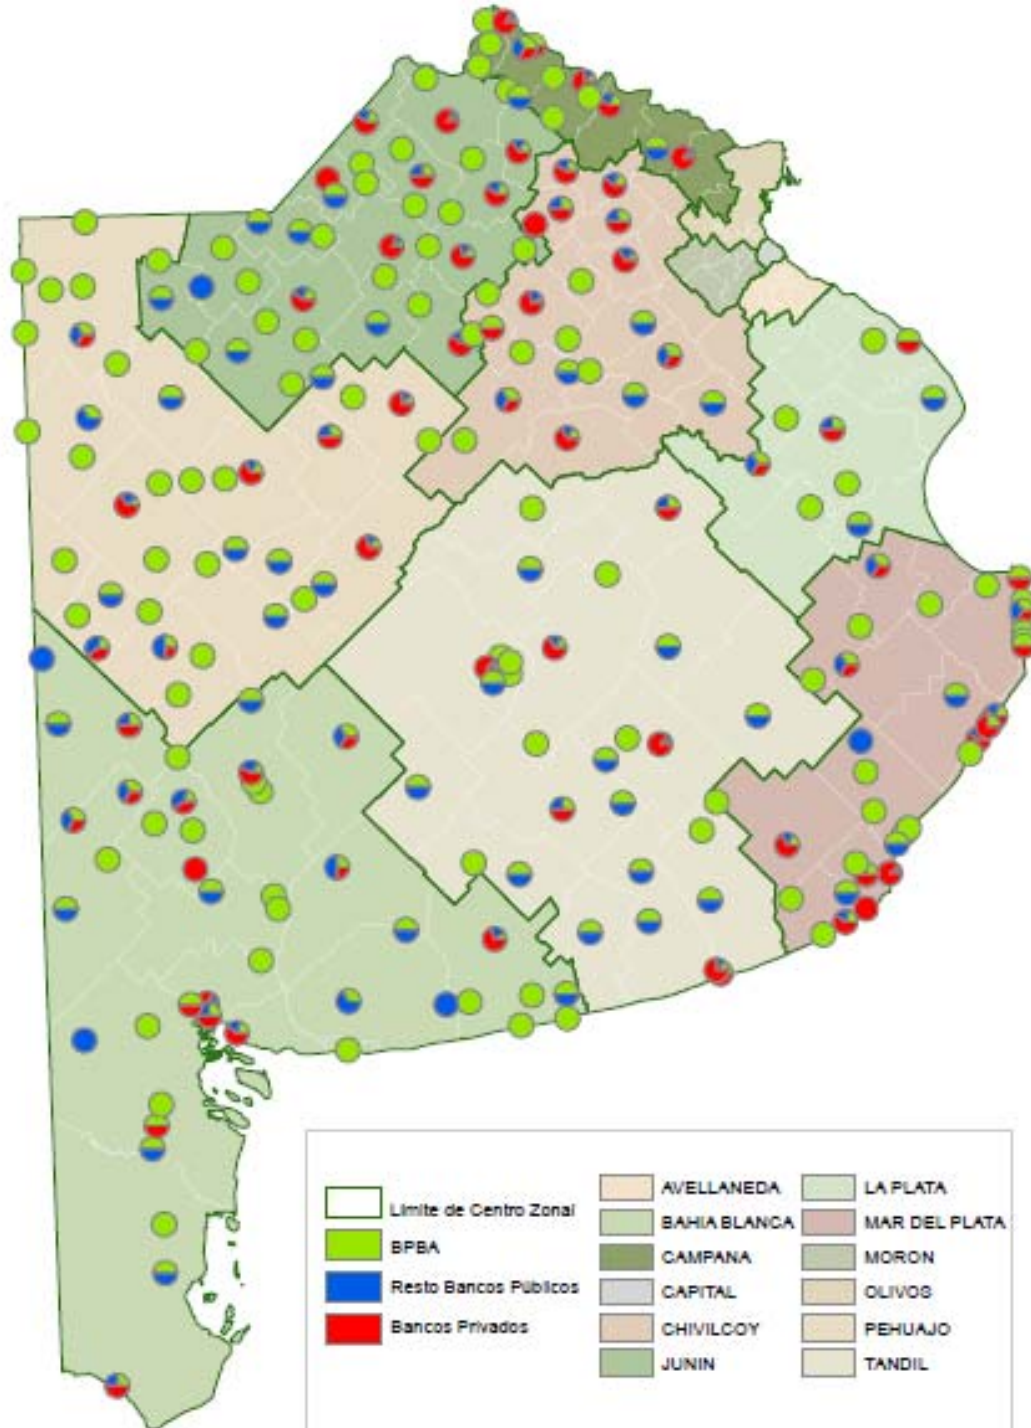 Límite de Centro Zonal
BPBA
Resto Bancos Públicos
Bancos Privados
AVELLANEDA
BAHIA BLANCA
CAMPANA
CAPITAL
CHIVILCOY
JUNIN
LA PLATA
MAR DEL PLATA
MORON
OLIVOS
PEHUAJO
TANDIL